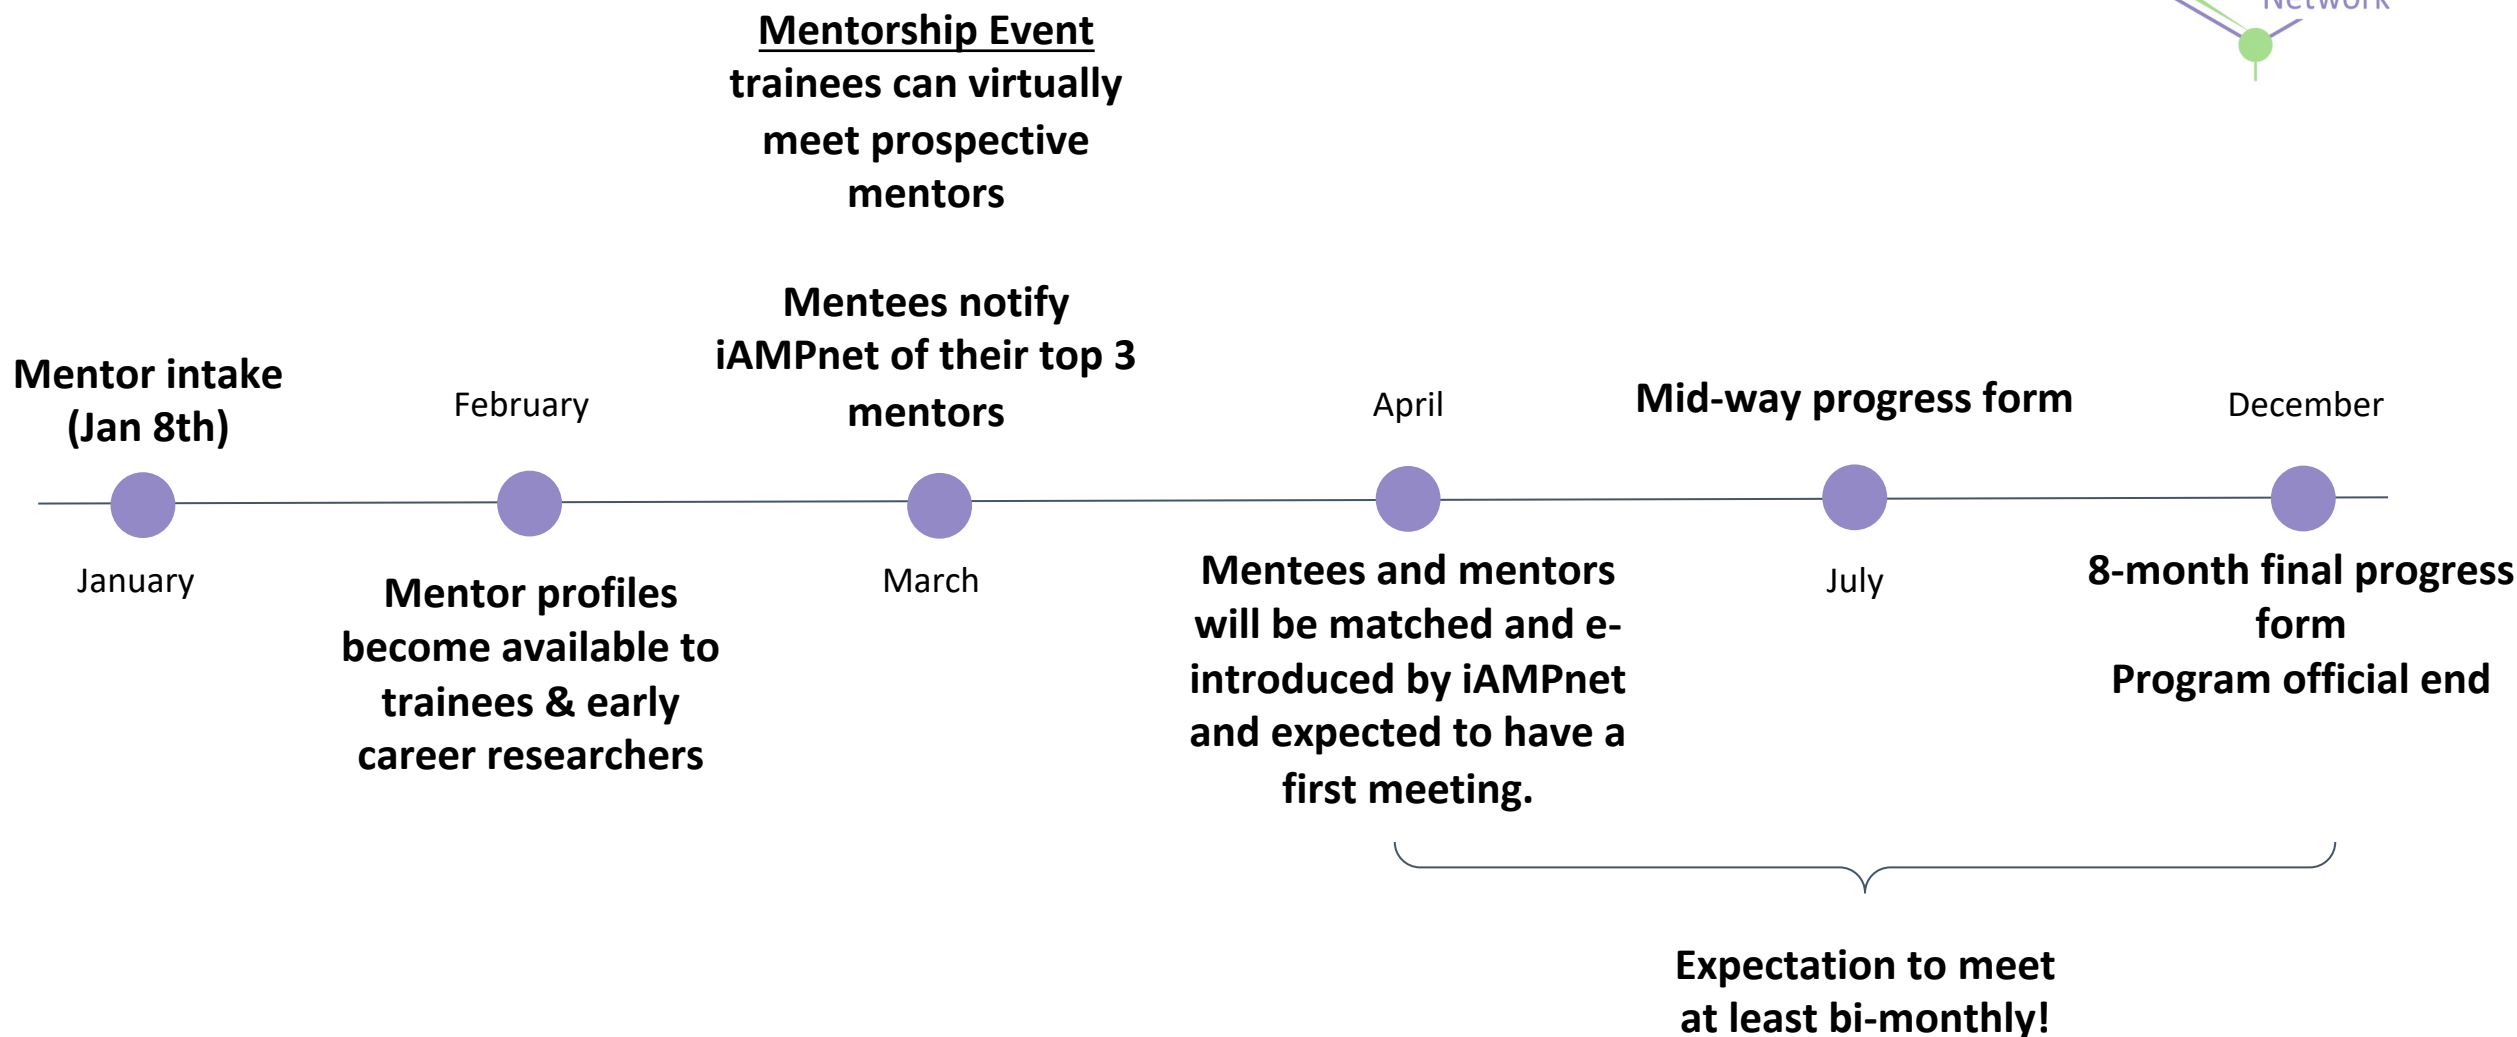 Network
Mentorship Event
trainees can virtually
meet prospective
mentors
Mentees notify
iAMPnet of their top 3
mentors
Mentor intake
(Jan 8th)
February
April
Mid-way progress form
December
January
Mentor profiles
become available to
trainees & early
career researchers
March
Mentees and mentors
will be matched and e-
introduced by iAMPnet
and expected to have a
first meeting.
July
8-month final progress
form
Program official end
Expectation to meet
at least bi-monthly!